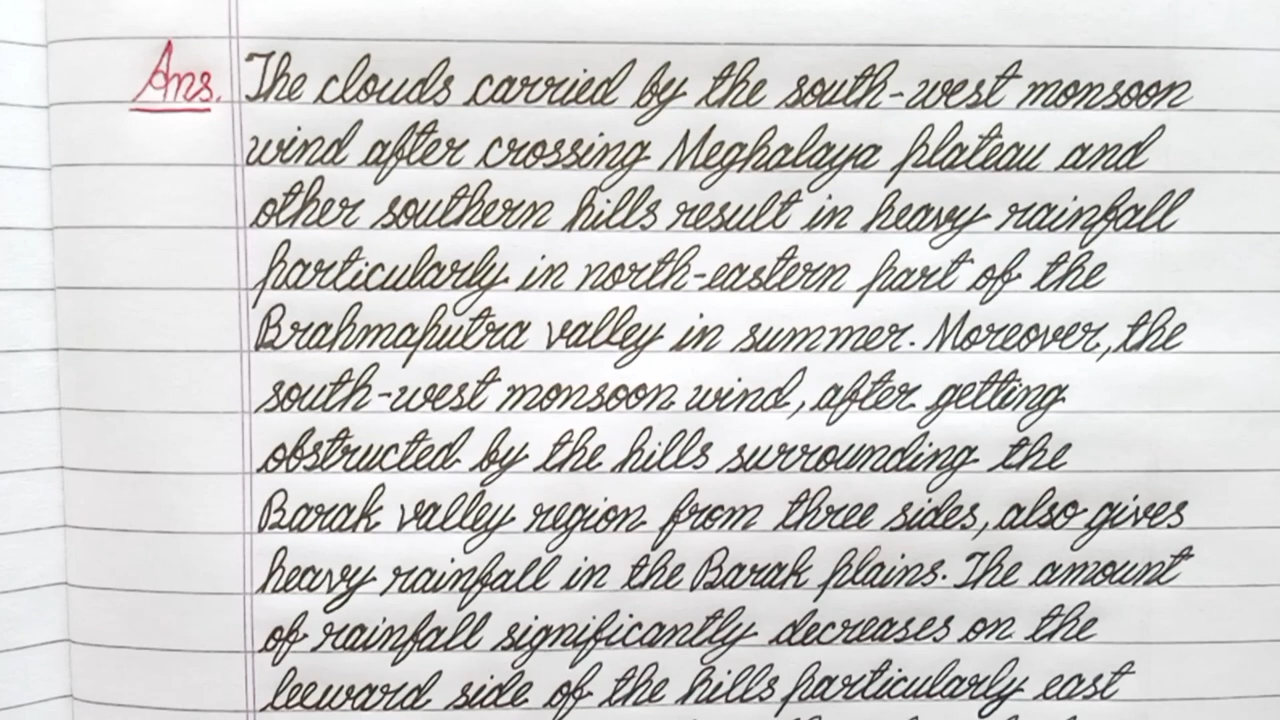 Ans. The clouds carried by the south-west monsoon
wind after crossing Meghalaya plateau and
other southern hills result in heavy rainfall
particularly in north-eastern part of the
Brahmaputra valley in summer. Moreover, the
south-west monsoon wind, after getting
obstructed by the hills surrounding the
Barak valley region from three sides, also gives
heavy rainfall in the Barak plains. The amount
of rainfall significantly decreases on the
leeward side of the hills particularly east